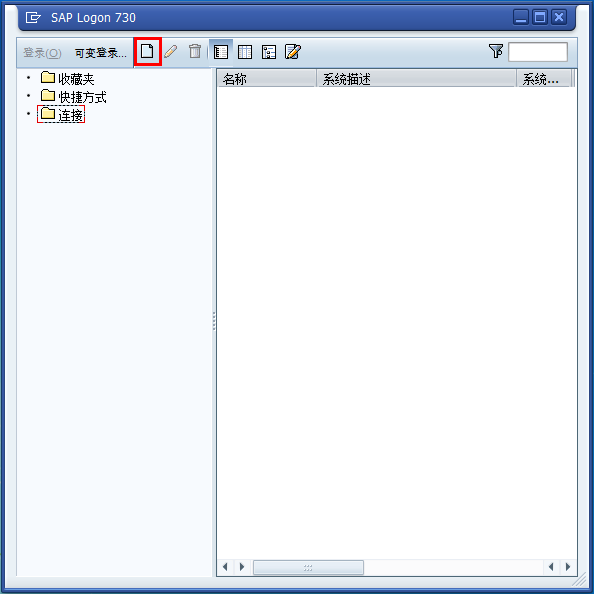 SAP Logon 730
登录(O) 可变登录...
收藏夹
快捷方式
连接
名称 系统描述 系统...